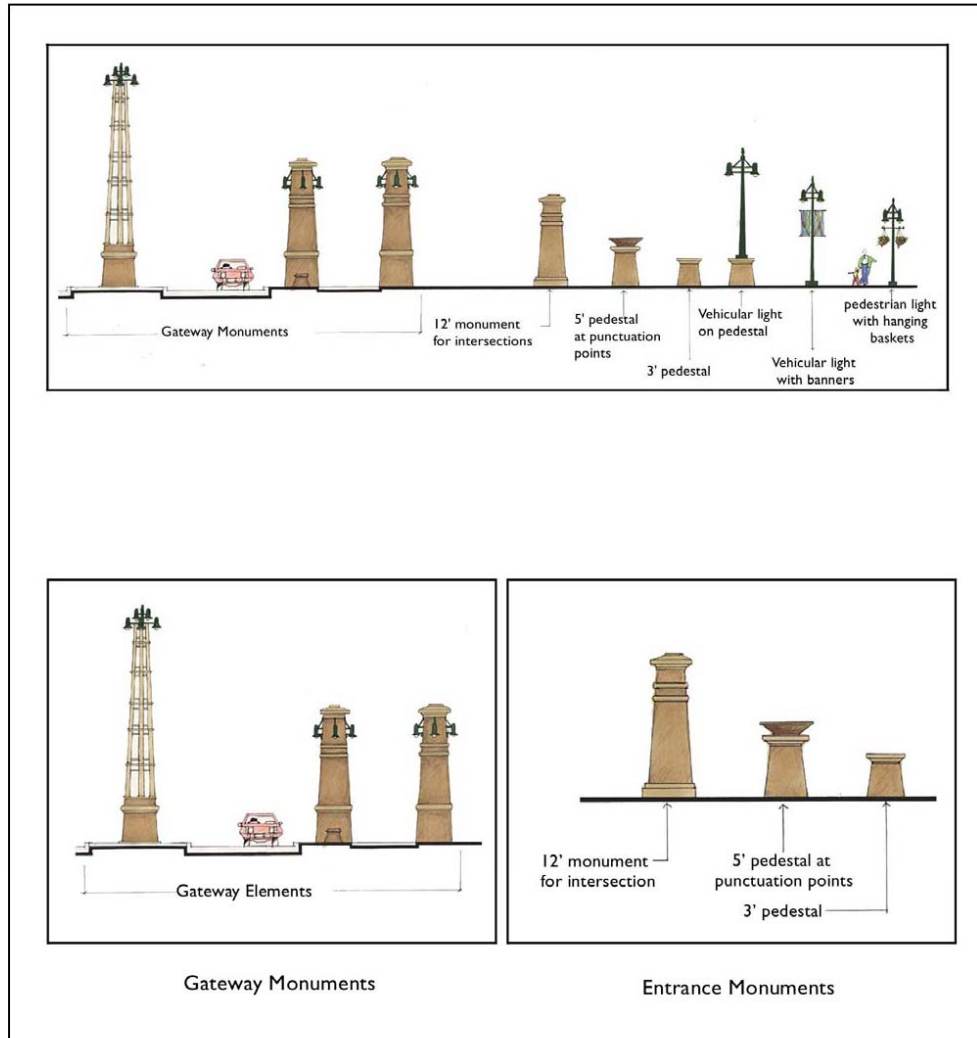 Gateway Monuments
12' monument
for intersections
5' pedestal
at punctuation
points
3' pedestal
Vehicular light
on pedestal
Vehicular light
with banners
pedestrian light
with hanging
baskets
Gateway Elements
12' monument
for intersection
5' pedestal at
punctuation points
3' pedestal
Gateway Monuments
Entrance Monuments